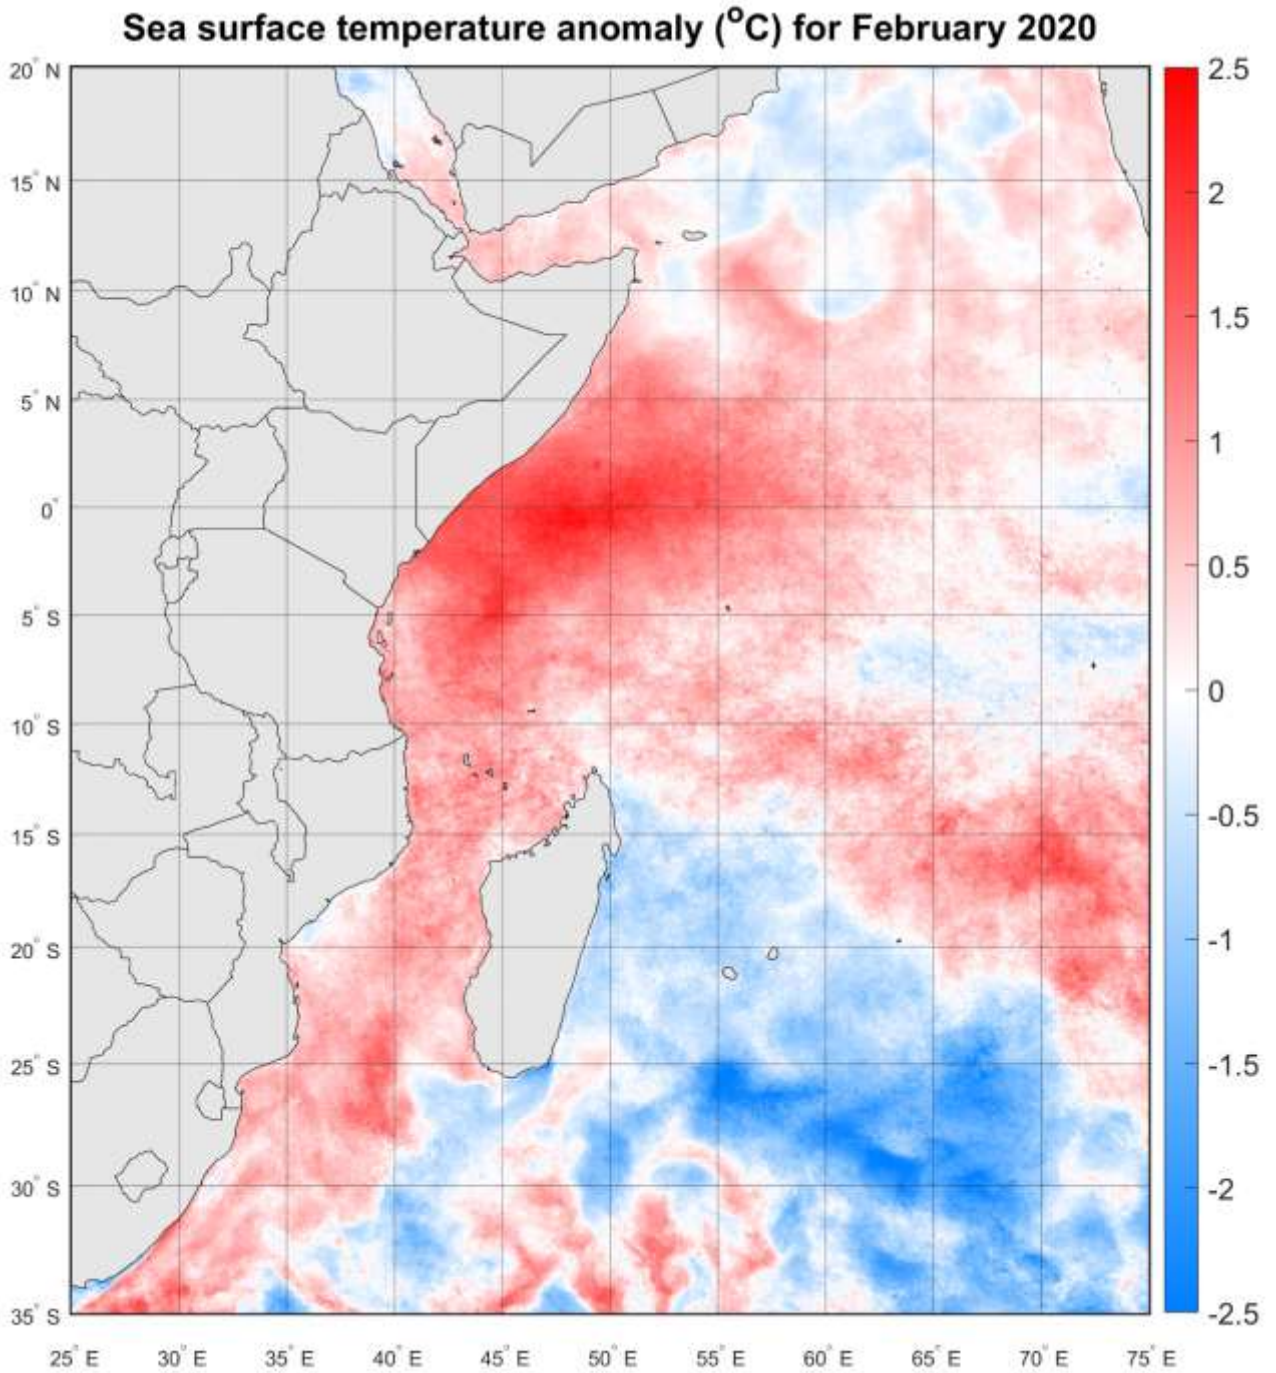 Sea surface temperature anomaly (°C) for February 2020
20° N
15° N
10° N
5° N
0°
5° S
10° S
15° S
20° S
25° S
30° S
35° S
25° E
30° E
35° E
40° E
45° E
50° E
55° E
60° E
65° E
70° E
75° E
2.5
2
1.5
1
0.5
0
-0.5
-1
-1.5
-2
-2.5